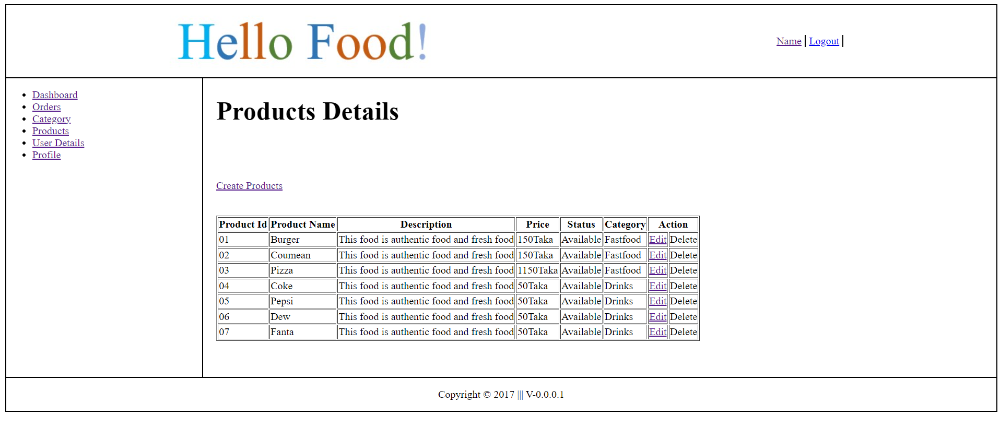 Hello Food!
Name | Logout |
Dashboard
Orders
Category
Products
User Details
Profile
Products Details
Create Products
Product Id Product Name Description Price Status Category Action
01 Burger This food is authentic food and fresh food 150Taka Available Fastfood Edit Delete
02 Coumean This food is authentic food and fresh food 150Taka Available Fastfood Edit Delete
03 Pizza This food is authentic food and fresh food 1150Taka Available Fastfood Edit Delete
04 Coke This food is authentic food and fresh food 50Taka Available Drinks Edit Delete
05 Pepsi This food is authentic food and fresh food 50Taka Available Drinks Edit Delete
06 Dew This food is authentic food and fresh food 50Taka Available Drinks Edit Delete
07 Fanta This food is authentic food and fresh food 50Taka Available Drinks Edit Delete
Copyright © 2017 ||| V-0.0.0.1